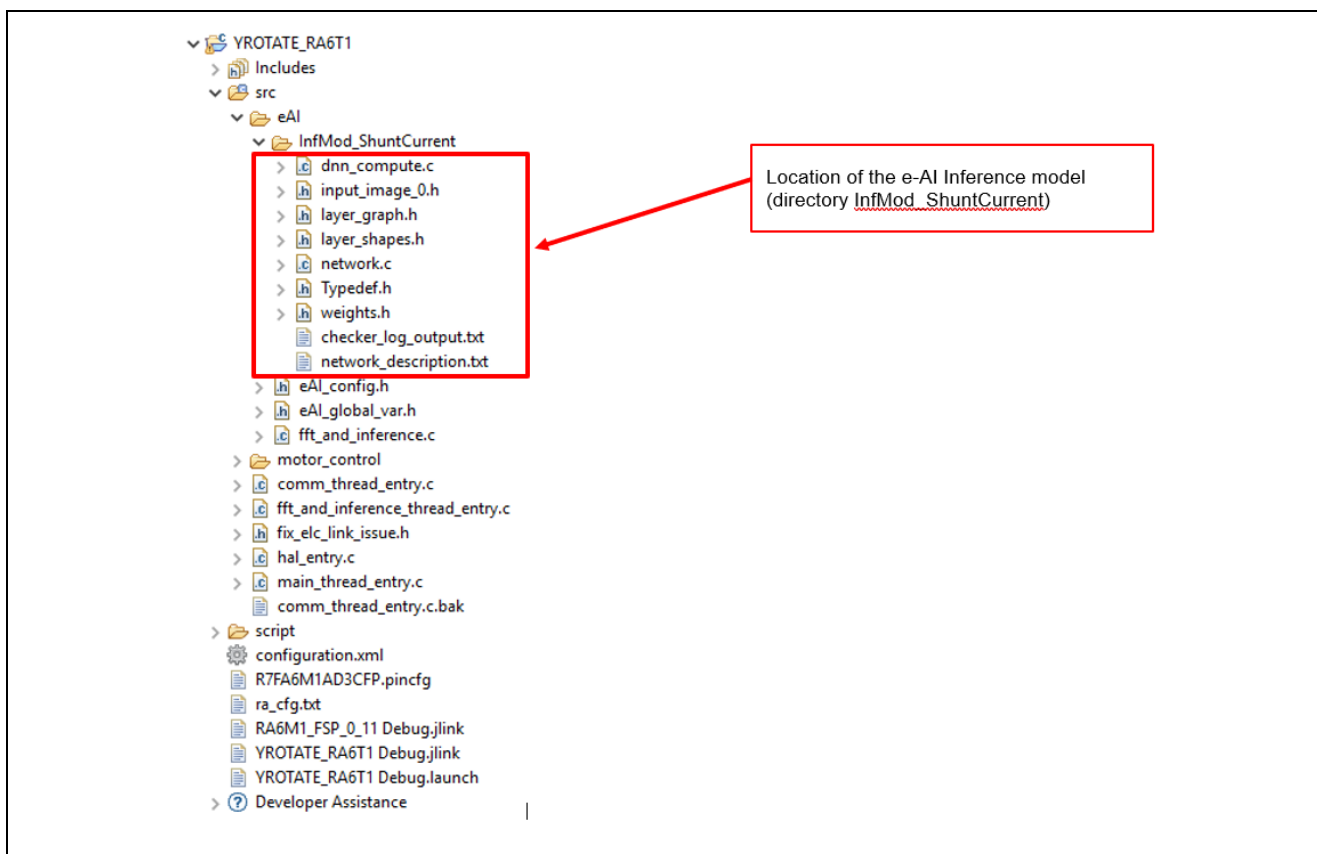 YROTATE_RA6T1
Includes
src
eAI
InfMod_ShuntCurrent
dnn_compute.c
input_image_0.h
layer_graph.h
layer_shapes.h
network.c
Typedef.h
weights.h
checker_log_output.txt
network_description.txt
eAI_config.h
eAI_global_var.h
fft_and_inference.c
motor_control
comm_thread_entry.c
fft_and_inference_thread_entry.c
fix_elc_link_issue.h
hal_entry.c
main_thread_entry.c
comm_thread_entry.c.bak
script
configuration.xml
R7FA6M1AD3CFP.pincfg
ra_cfg.txt
RA6M1_FSP_0_11 Debug.jlink
YROTATE_RA6T1 Debug.jlink
YROTATE_RA6T1 Debug.launch
Developer Assistance
Location of the e-AI Inference model
(directory InfMod_ShuntCurrent)